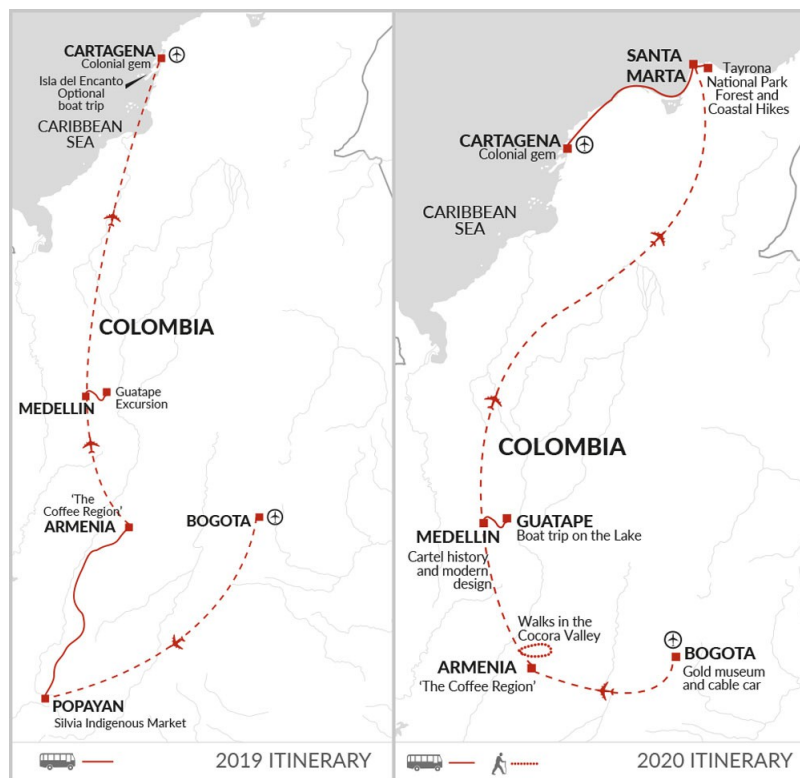 CARTAGENA
Colonial gem
Isla del Encanto
Optional
boat trip
CARIBBEAN
SEA
COLOMBIA
Guatape
Excursion
MEDELLIN
'The
Coffee Region'
ARMENIA
BOGOTA
POPAYAN
Silvia Indigenous Market
2019 ITINERARY
SANTA
MARTA
Tayrona
National Park
Forest and
Coastal Hikes
CARTAGENA
Colonial gem
CARIBBEAN
SEA
COLOMBIA
MEDELLIN
Cartel history
and modern
design
GUATAPE
Boat trip on the Lake
Walks in the
Cocora Valley
ARMENIA
'The Coffee Region'
BOGOTA
Gold museum
and cable car
2020 ITINERARY